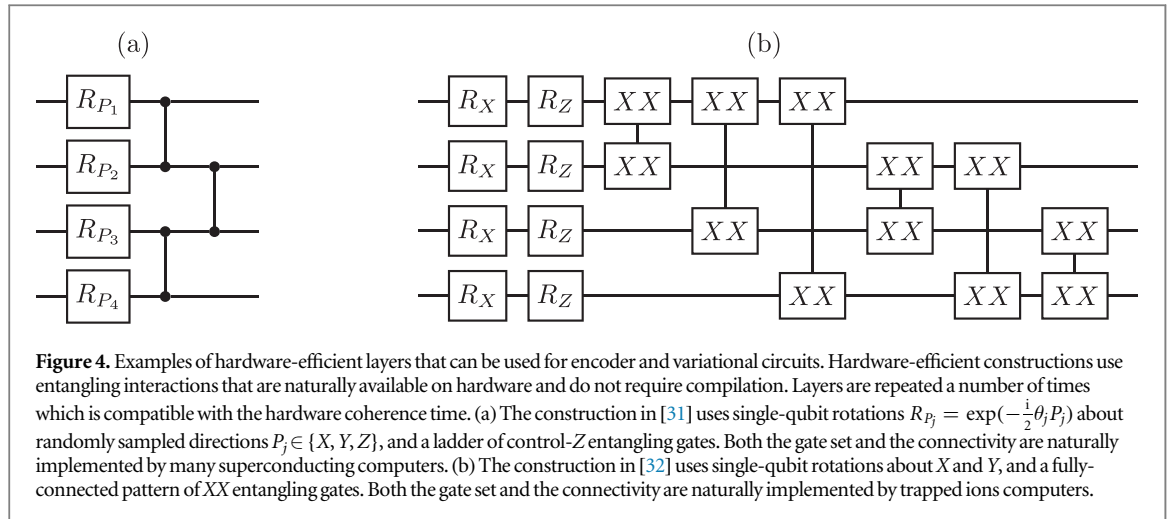 (a) (b)
R_{P_1} R_X R_Z XX XX XX
R_{P_2} R_X R_Z XX XX XX
R_{P_3} R_X R_Z XX XX XX
R_{P_4} R_X R_Z XX XX XX
Figure 4. Examples of hardware-efficient layers that can be used for encoder and variational circuits. Hardware-efficient constructions use
entangling interactions that are naturally available on hardware and do not require compilation. Layers are repeated a number of times
which is compatible with the hardware coherence time. (a) The construction in [31] uses single-qubit rotations R_{P_j} = exp(−\frac{i}{2}θ_jP_j) about
randomly sampled directions P_j ∈ {X, Y, Z}, and a ladder of control-Z entangling gates. Both the gate set and the connectivity are naturally
implemented by many superconducting computers. (b) The construction in [32] uses single-qubit rotations about X and Y, and a fully-
connected pattern of XX entangling gates. Both the gate set and the connectivity are naturally implemented by trapped ions computers.